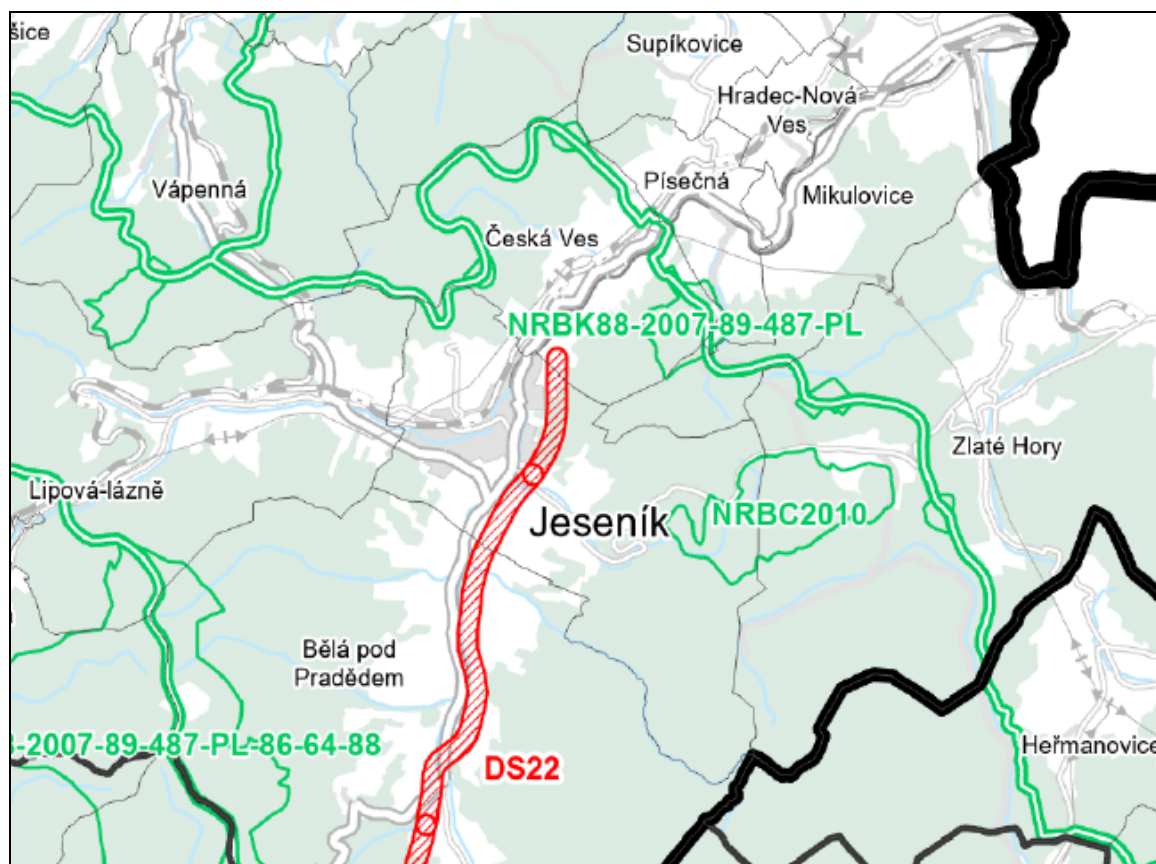 šice
Supíkovice
Hradec-Nová
Ves
Vápenná
Písečná
Mikulovice
Česká Ves
NRBK88-2007-89-487-PL
Zlaté Hory
Lipová-lázně
NRBC2010
Jeseník
Bělá pod
Pradědem
-2007-89-487-PL-86-64-88
DS22
Heřmanovice